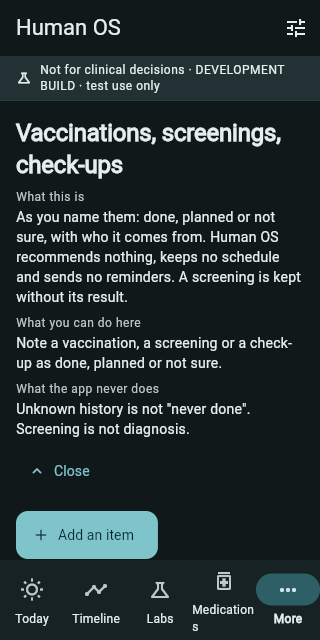 Human OS
Not for clinical decisions · DEVELOPMENT
BUILD · test use only
Vaccinations, screenings,
check-ups
What this is
As you name them: done, planned or not
sure, with who it comes from. Human OS
recommends nothing, keeps no schedule
and sends no reminders. A screening is kept
without its result.
What you can do here
Note a vaccination, a screening or a check-
up as done, planned or not sure.
What the app never does
Unknown history is not "never done".
Screening is not diagnosis.
Close
Add an item
Today
Timeline
Labs
Medication
s
More